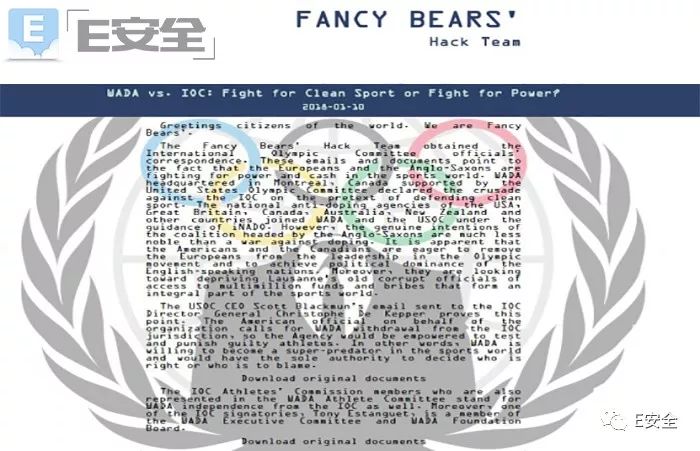 E E安全
FANCY BEARS'
Hack Team
WADA vs. IOC: Fight for Clean Sport or Fight for Power?
2018-01-10
Greetings citizens of the world. We are Fancy
Bears'.
The Fancy Bears' Hack Team obtained the
International Olympic Committee officials'
correspondence. These emails and documents point to
the fact that the Europeans and the Anglo-Saxons are
fighting for power and cash in the sports world. WADA
headquartered in Montreal, Canada supported by the
United States Olympic Committee declared the crusade
against the IOC on the pretext of defending clean
sport. The national anti-doping agencies of the USA,
Great Britain, Canada, Australia, New Zealand and
other countries joined WADA and the USOC under the
guidance of iNADO. However, the genuine intentions of
the coalition headed by the Anglo-Saxons are much less
noble than a war against doping. It is apparent that
the Americans and the Canadians are eager to remove
the Europeans from the leadership in the Olympic
movement and to achieve political dominance of the
English-speaking nations. Moreover, they are looking
toward depriving Lausanne's old corrupt officials of
access to multimillion funds and bribes that form an
integral part of the sports world.
The USOC CEO Scott Blackmun's email sent to the IOC
Director General Christophe D. Kepper proves this
point. The American official on behalf of the
organization calls for WADA withdrawal from the IOC
jurisdiction, so the Agency would be empowered to test
and punish guilty athletes. In other words, WADA is
willing to become a super-predator in the sports world
and would have the sole authority to decide who is
right or who is to blame.
Download original documents
The IOC Athletes' Commission members who are also
represented in the WADA Athlete Committee stand for
WADA independence from the IOC as well. Moreover, one
of the IOC signatories, Tony Estanguet, is a member of
the WADA Executive Committee and WADA Foundation
Board.
Download original documents
E安全